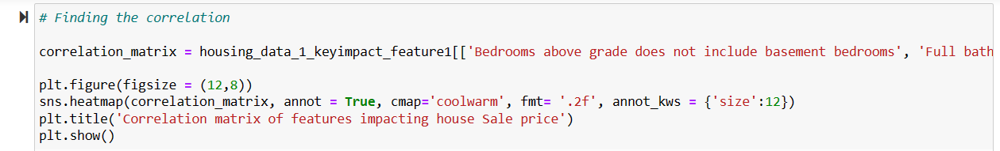 # Finding the correlation
correlation_matrix = housing_data_1_keyimpact_feature1[['Bedrooms above grade does not include basement bedrooms', 'Full bath
plt.figure(figsize = (12,8))
sns.heatmap(correlation_matrix, annot = True, cmap='coolwarm', fmt= '.2f', annot_kws = {'size':12})
plt.title('Correlation matrix of features impacting house Sale price')
plt.show()